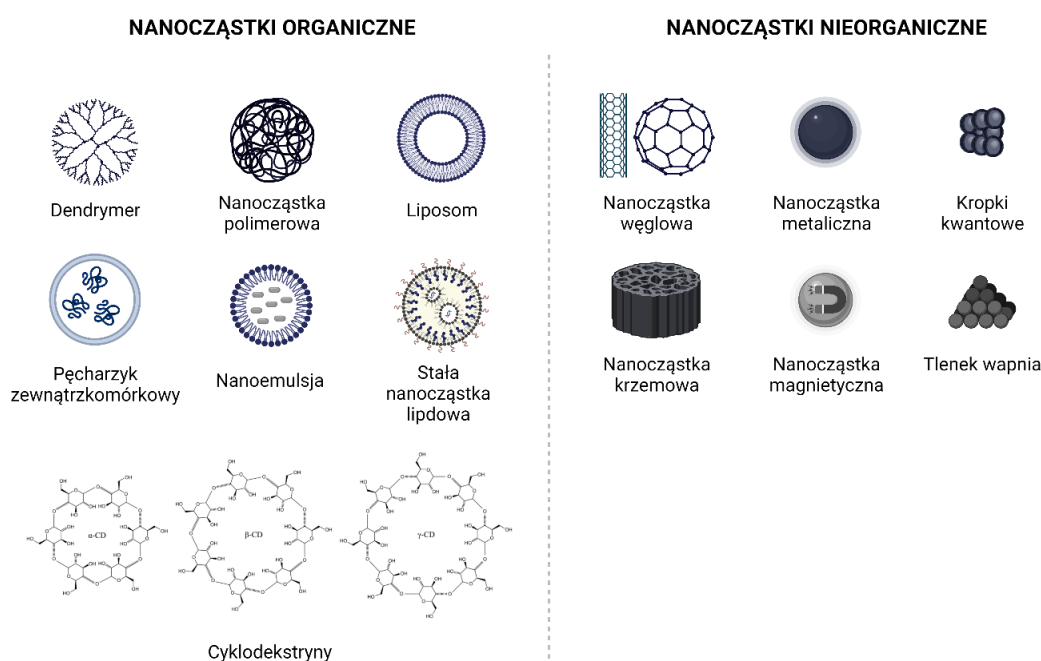 NANOCZĄSTKI ORGANICZNE
Dendrymer
Nanocząstka
polimerowa
Liposom
Pęcharzyk
zewnątrzkomórkowy
Nanoemulsja
Stała
nanocząstka
lipdowa
α-CD
β-CD
γ-CD
Cyklodekstryny
NANOCZĄSTKI NIEORGANICZNE
Nanocząstka
węglowa
Nanocząstka
metaliczna
Kropki
kwantowe
Nanocząstka
krzemowa
Nanocząstka
magnietyczna
Tlenek wapnia